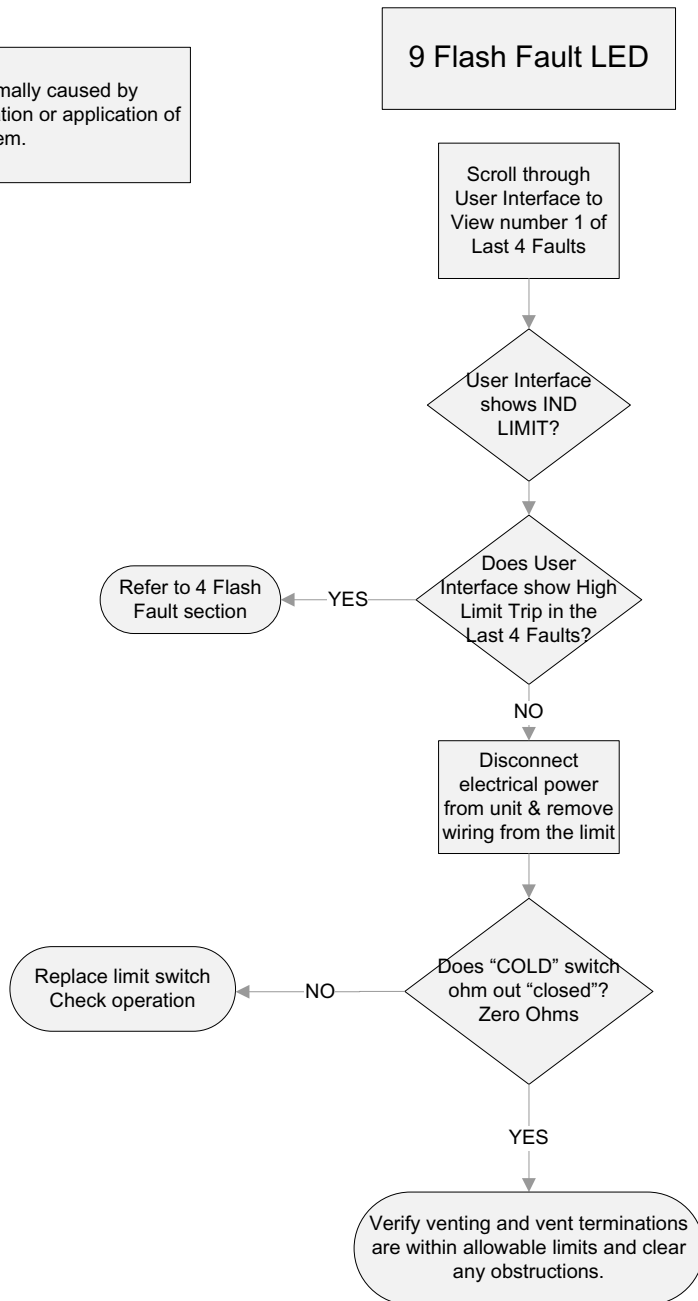 9 Flash Fault LED
mally caused by
tion or application of
em.
Scroll through
User Interface to
View number 1 of
Last 4 Faults
User Interface
shows IND
LIMIT?
Does User
Interface show High
Limit Trip in the
Last 4 Faults?
YES
Refer to 4 Flash
Fault section
NO
Disconnect
electrical power
from unit & remove
wiring from the limit
Does “COLD” switch
ohm out “closed”?
Zero Ohms
NO
Replace limit switch
Check operation
YES
Verify venting and vent terminations
are within allowable limits and clear
any obstructions.